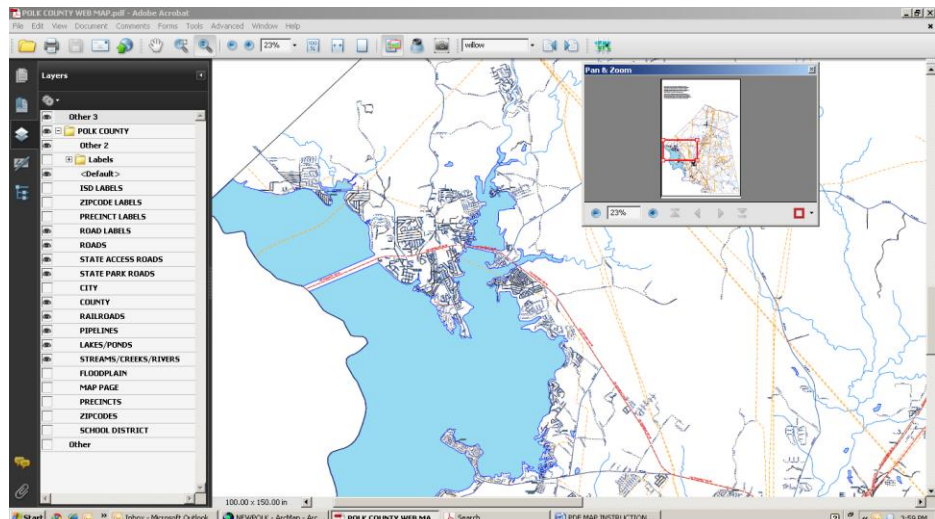 POLK COUNTY WEB MAP.pdf - Adobe Acrobat
File Edit View Document Comments Forms Tools Advanced Window Help
23% willow
Layers
Pan & Zoom
Other 3
POLK COUNTY
Other 2
Labels
<Default>
ISD LABELS
ZIPCODE LABELS
PRECINCT LABELS
ROAD LABELS
ROADS
STATE ACCESS ROADS
STATE PARK ROADS
CITY
COUNTY
RAILROADS
PIPELINES
LAKES/PONDS
STREAMS/CREEKS/RIVERS
FLOODPLAIN
MAP PAGE
PRECINCTS
ZIPCODES
SCHOOL DISTRICT
Other
23%
100.00 x 150.00 in
Start Inbox - Microsoft Outlook NEWPOLK - ArcMap - Arc... POLK COUNTY WEB MA... Search PDF MAP INSTRUCTION 3:59 PM